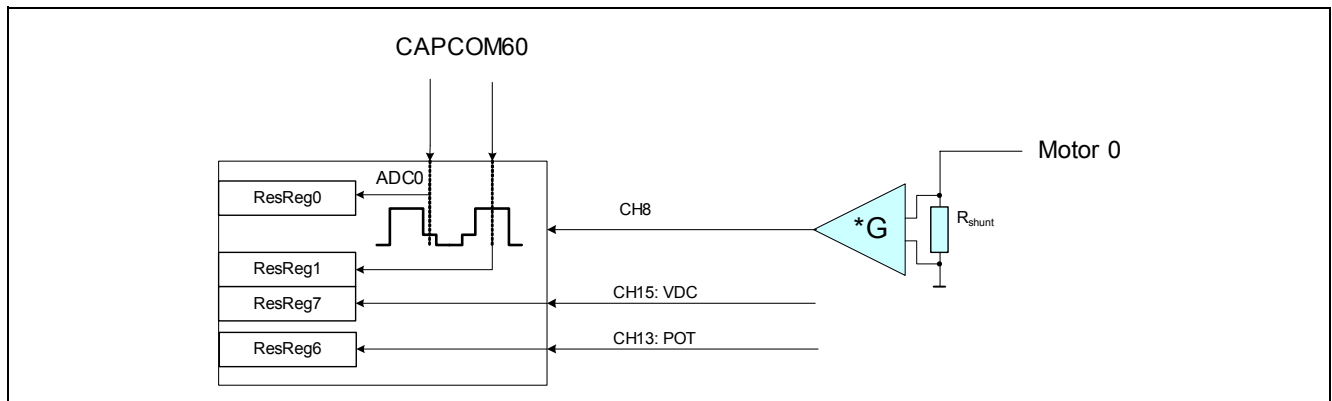 CAPCOM60
Motor 0
ADC0
ResReg0
CH8
*G
Rshunt
ResReg1
CH15: VDC
ResReg7
CH13: POT
ResReg6